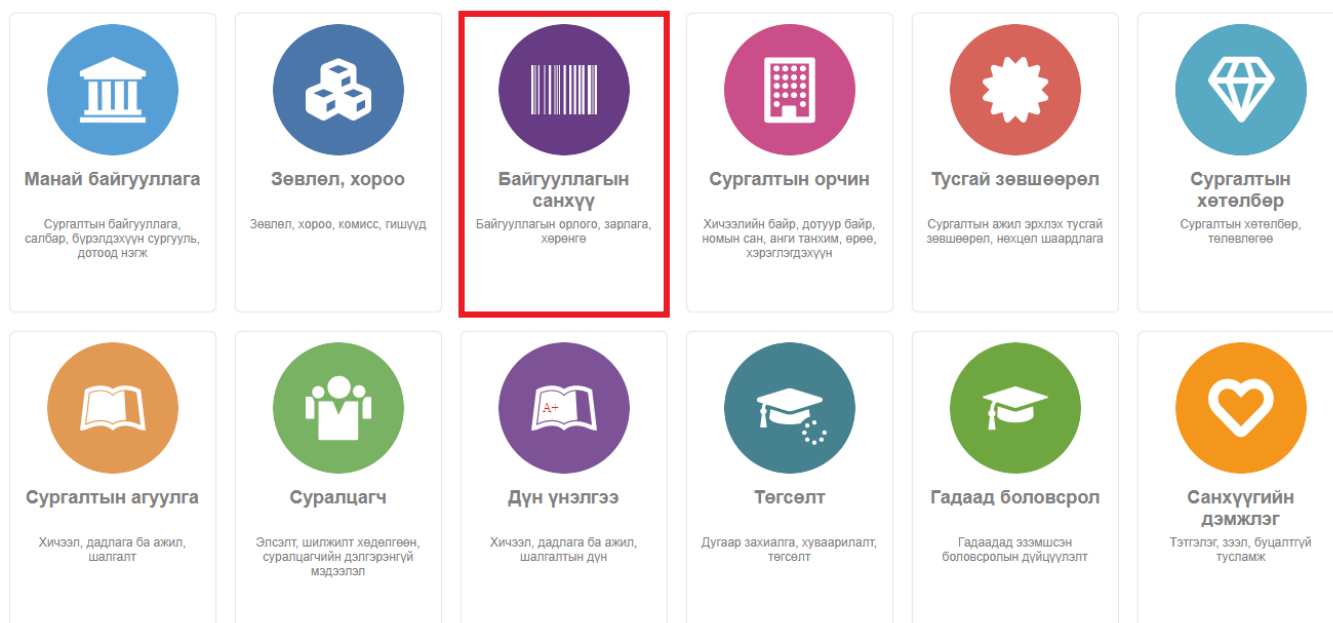 Манай байгууллага
Сургалтын байгууллага,
салбар, бүрэлдэхүүн сургууль,
дотоод нэгж
Зөвлөл, хороо
Зөвлөл, хороо, комисс, гишүүд
Байгууллагын
санхүү
Байгууллагын орлого, зарлага,
хөрөнгө
Сургалтын орчин
Хичээлийн байр, дотуур байр,
номын сан, анги танхим, өрөө,
хэрэглэгдэхүүн
Тусгай зөвшөөрөл
Сургалтын ажил эрхлэх тусгай
зөвшөөрөл, нөхцөл шаардлага
Сургалтын
хөтөлбөр
Сургалтын хөтөлбөр,
төлөвлөгөө
Сургалтын агуулга
Хичээл, дадлага ба ажил,
шалгалт
Суралцагч
Элсэлт, шилжилт хөдөлгөөн,
суралцагчийн дэлгэрэнгүй
мэдээлэл
A+
Дүн үнэлгээ
Хичээл, дадлага ба ажил,
шалгалтын дүн
Төгсөлт
Дугаар захиалга, хуваарилалт,
төгсөлт
Гадаад боловсрол
Гадаадад эзэмшсэн
боловсролын дүйцүүлэлт
Санхүүгийн
дэмжлэг
Тэтгэлэг, зээл, буцалтгүй
тусламж